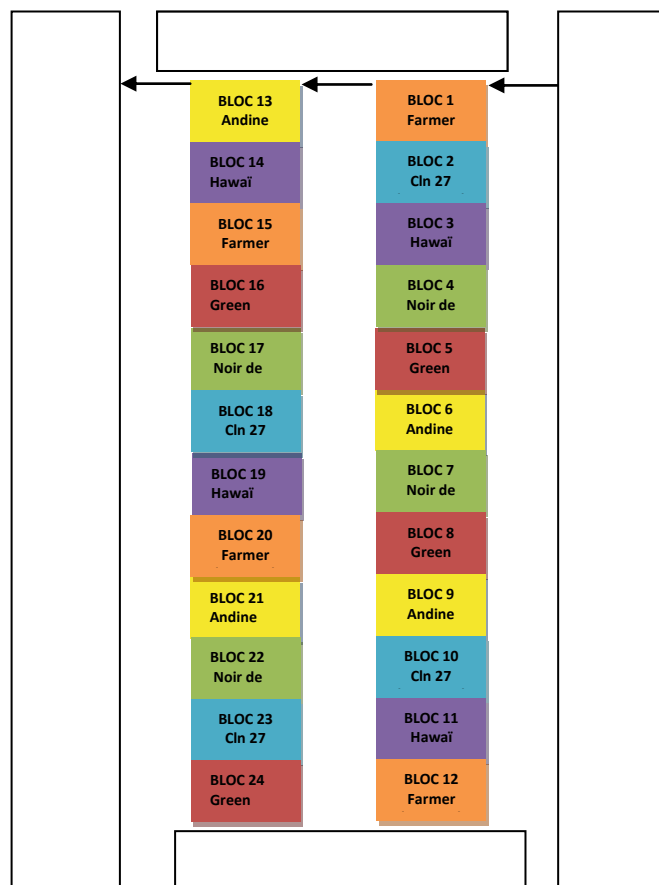 BLOC 13
Andine
BLOC 14
Hawaï
BLOC 15
Farmer
BLOC 16
Green
BLOC 17
Noir de
BLOC 18
Cln 27
BLOC 19
Hawaï
BLOC 20
Farmer
BLOC 21
Andine
BLOC 22
Noir de
BLOC 23
Cln 27
BLOC 24
Green
BLOC 1
Farmer
BLOC 2
Cln 27
BLOC 3
Hawaï
BLOC 4
Noir de
BLOC 5
Green
BLOC 6
Andine
BLOC 7
Noir de
BLOC 8
Green
BLOC 9
Andine
BLOC 10
Cln 27
BLOC 11
Hawaï
BLOC 12
Farmer